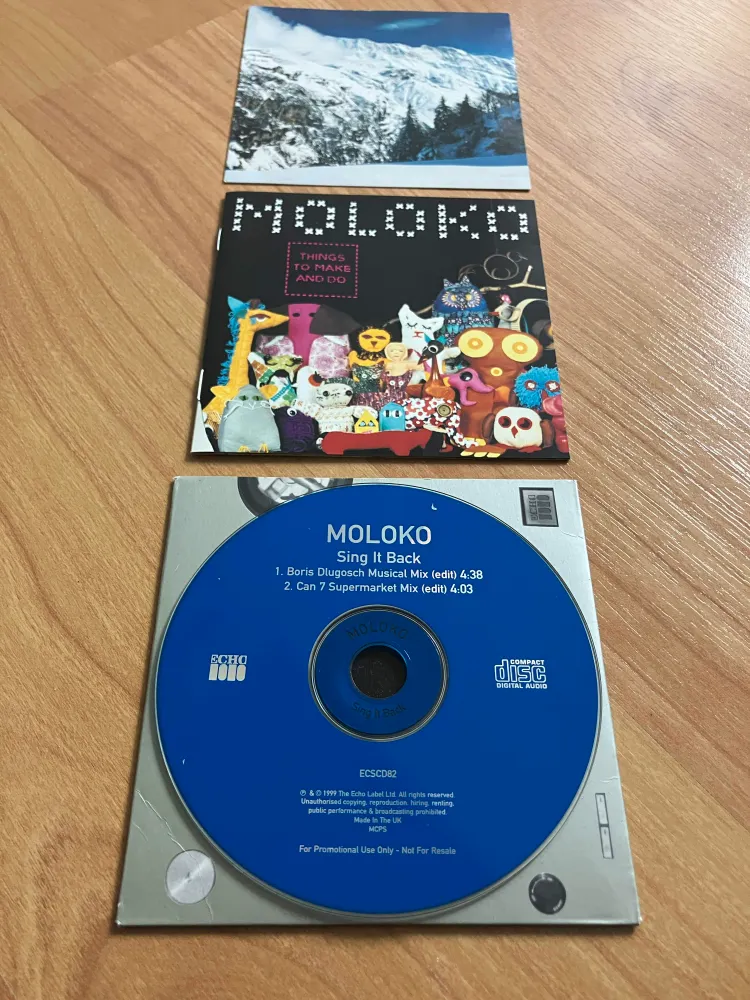 MOLOKO
THINGS
TO MAKE
AND DO
ECHO
MOLOKO
Sing It Back
1. Boris Dlugosch Musical Mix (edit) 4:38
2. Can 7 Supermarket Mix (edit) 4:03
MOLOKO
ECHO
COMPACT
disc
DIGITAL AUDIO
Sing It Back
ECSCD82
℗ & © 1999 The Echo Label Ltd. All rights reserved.
Unauthorised copying, reproduction, hiring, renting,
public performance & broadcasting prohibited.
Made In The UK
MCPS
For Promotional Use Only - Not For Resale